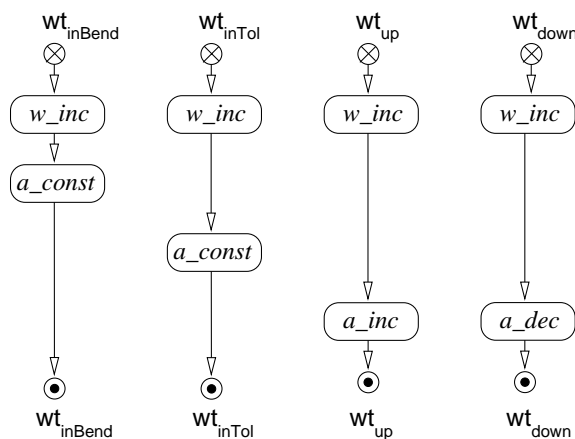 wt_inBend wt_inTol wt_up wt_down
w_inc w_inc w_inc w_inc
a_const
a_const
a_inc a_dec
wt_inBend wt_inTol wt_up wt_down